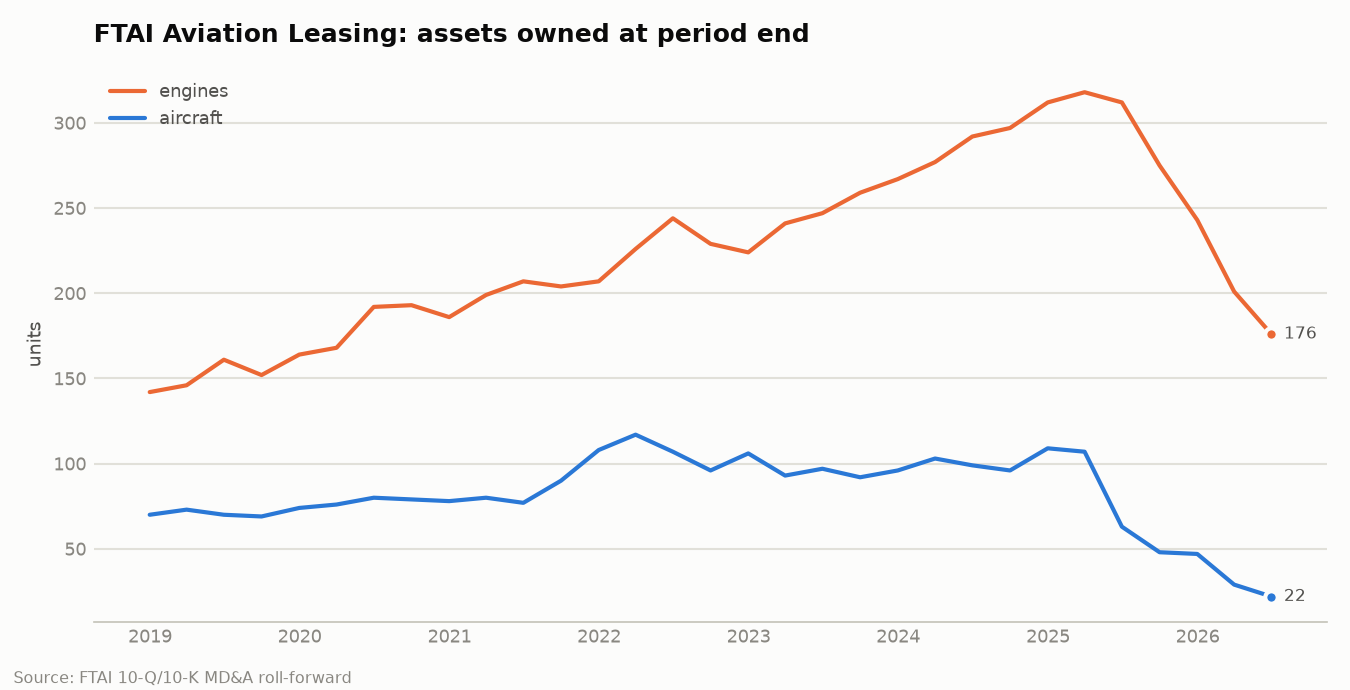 FTAI Aviation Leasing: assets owned at period end
engines
aircraft
300
250
200
150
100
50
units
176
22
2019 2020 2021 2022 2023 2024 2025 2026
Source: FTAI 10-Q/10-K MD&A roll-forward